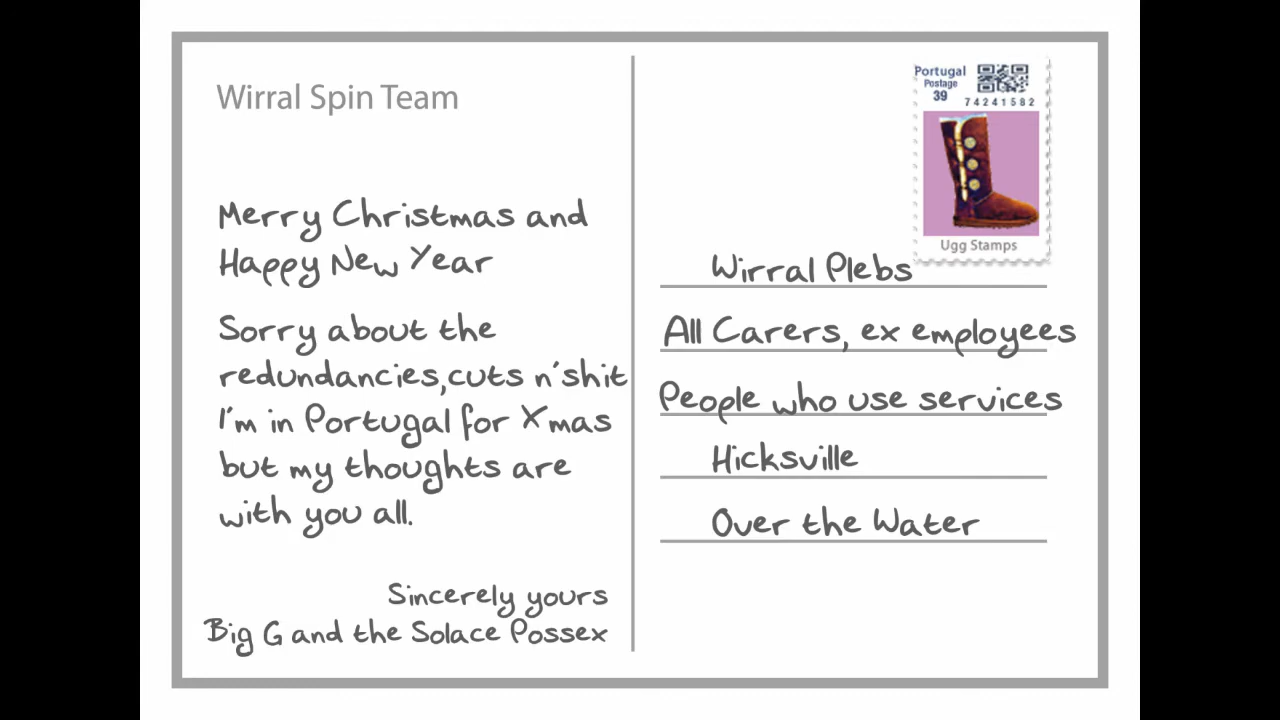 Wirral Spin Team
Merry Christmas and
Happy New Year
Sorry about the
redundancies,cuts n'shit
I'm in Portugal for Xmas
but my thoughts are
with you all.
Sincerely yours
Big G and the Solace Possex
Portugal
Postage
39
74241582
Ugg Stamps
Wirral Plebs
All Carers, ex employees
People who use services
Hicksville
Over the Water